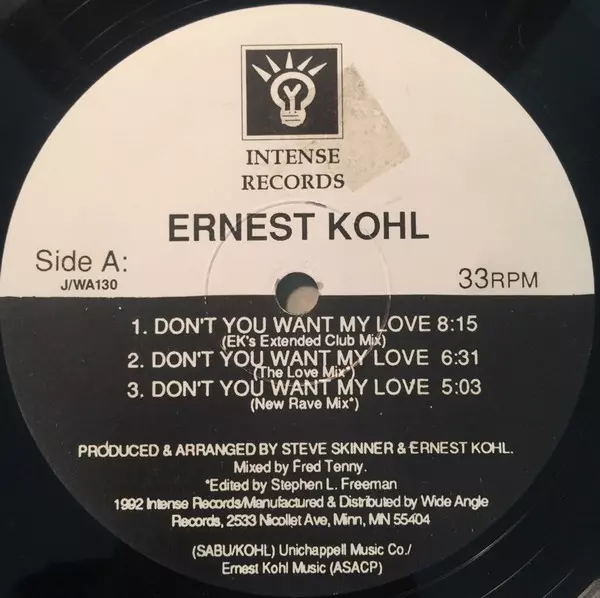 INTENSE
RECORDS
ERNEST KOHL
Side A:
J/WA130
33RPM
1. DON'T YOU WANT MY LOVE 8:15
(EK's Extended Club Mix)
2. DON'T YOU WANT MY LOVE 6:31
(The Love Mix*)
3. DON'T YOU WANT MY LOVE 5:03
(New Rave Mix*)
PRODUCED & ARRANGED BY STEVE SKINNER & ERNEST KOHL.
Mixed by Fred Tenny.
*Edited by Stephen L. Freeman
1992 Intense Records/Manufactured & Distributed by Wide Angle
Records, 2533 Nicollet Ave, Minn, MN 55404
(SABU/KOHL) Unichappell Music Co./
Ernest Kohl Music (ASACP)